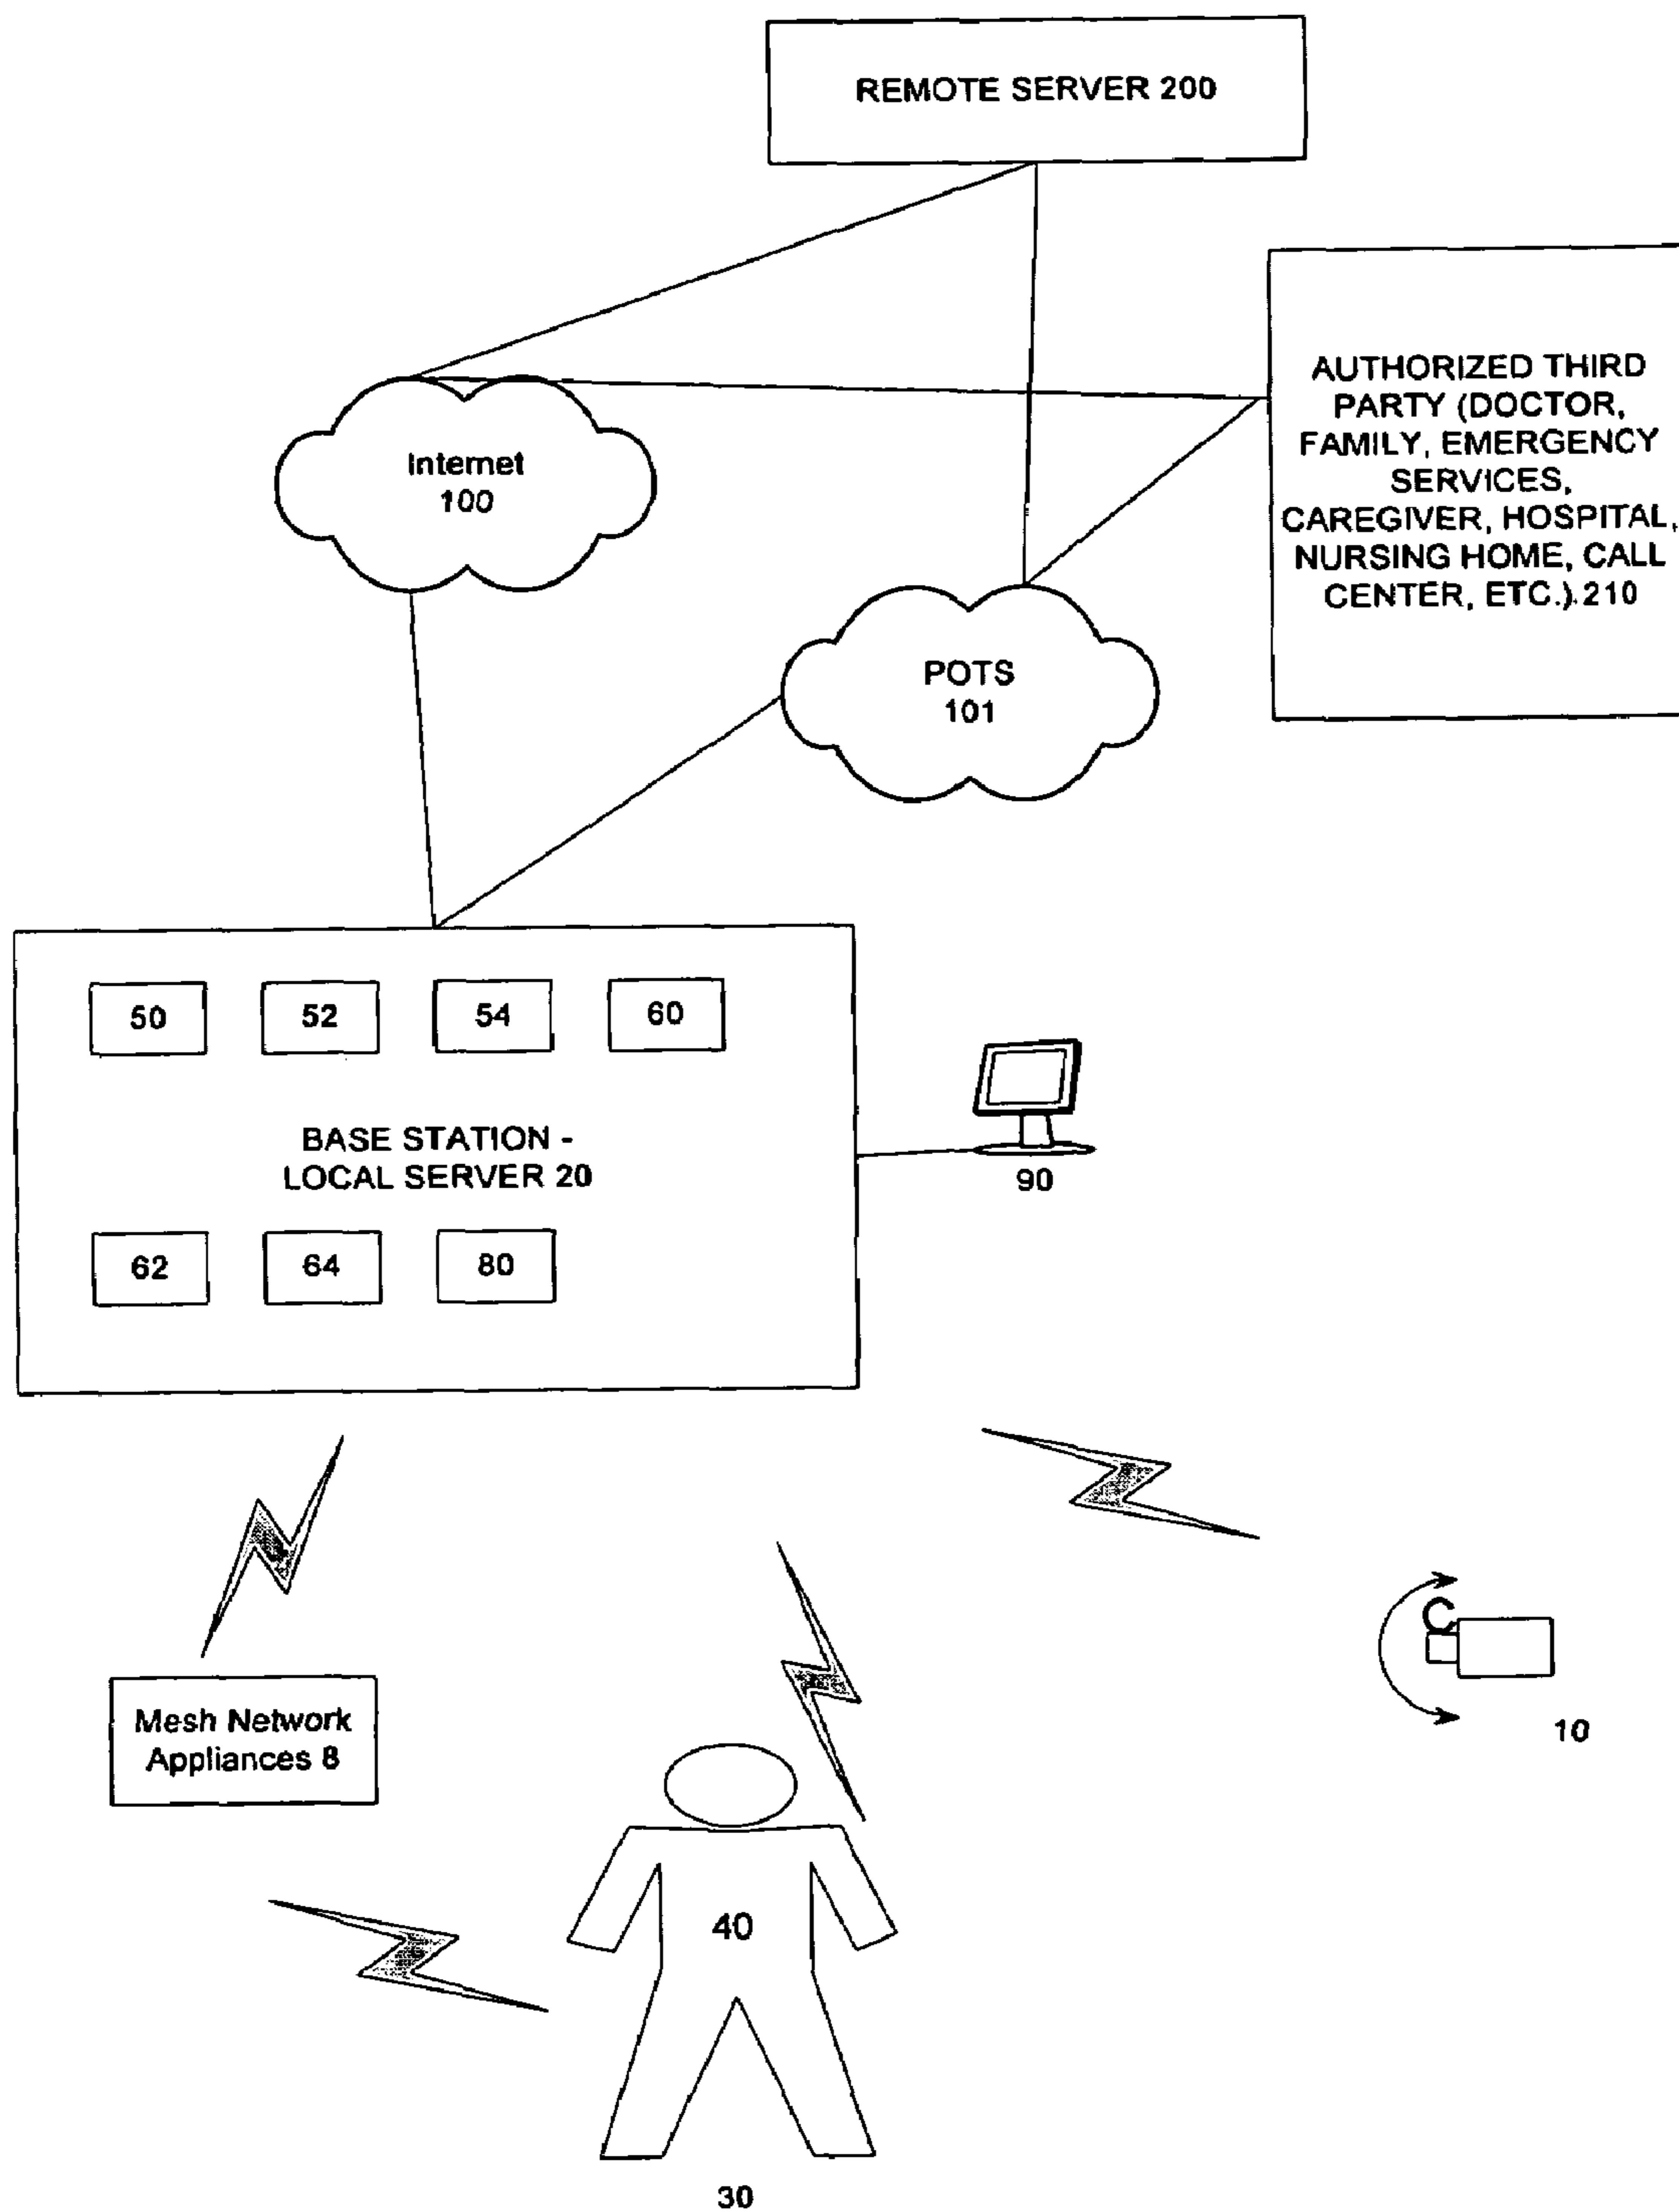 REMOTE SERVER 200
AUTHORIZED THIRD
PARTY (DOCTOR,
FAMILY, EMERGENCY
SERVICES,
CAREGIVER, HOSPITAL,
NURSING HOME, CALL
CENTER, ETC.) 210
Internet
100
POTS
101
50
52
54
60
BASE STATION -
LOCAL SERVER 20
90
62
64
80
Mesh Network
Appliances 8
C
10
40
30